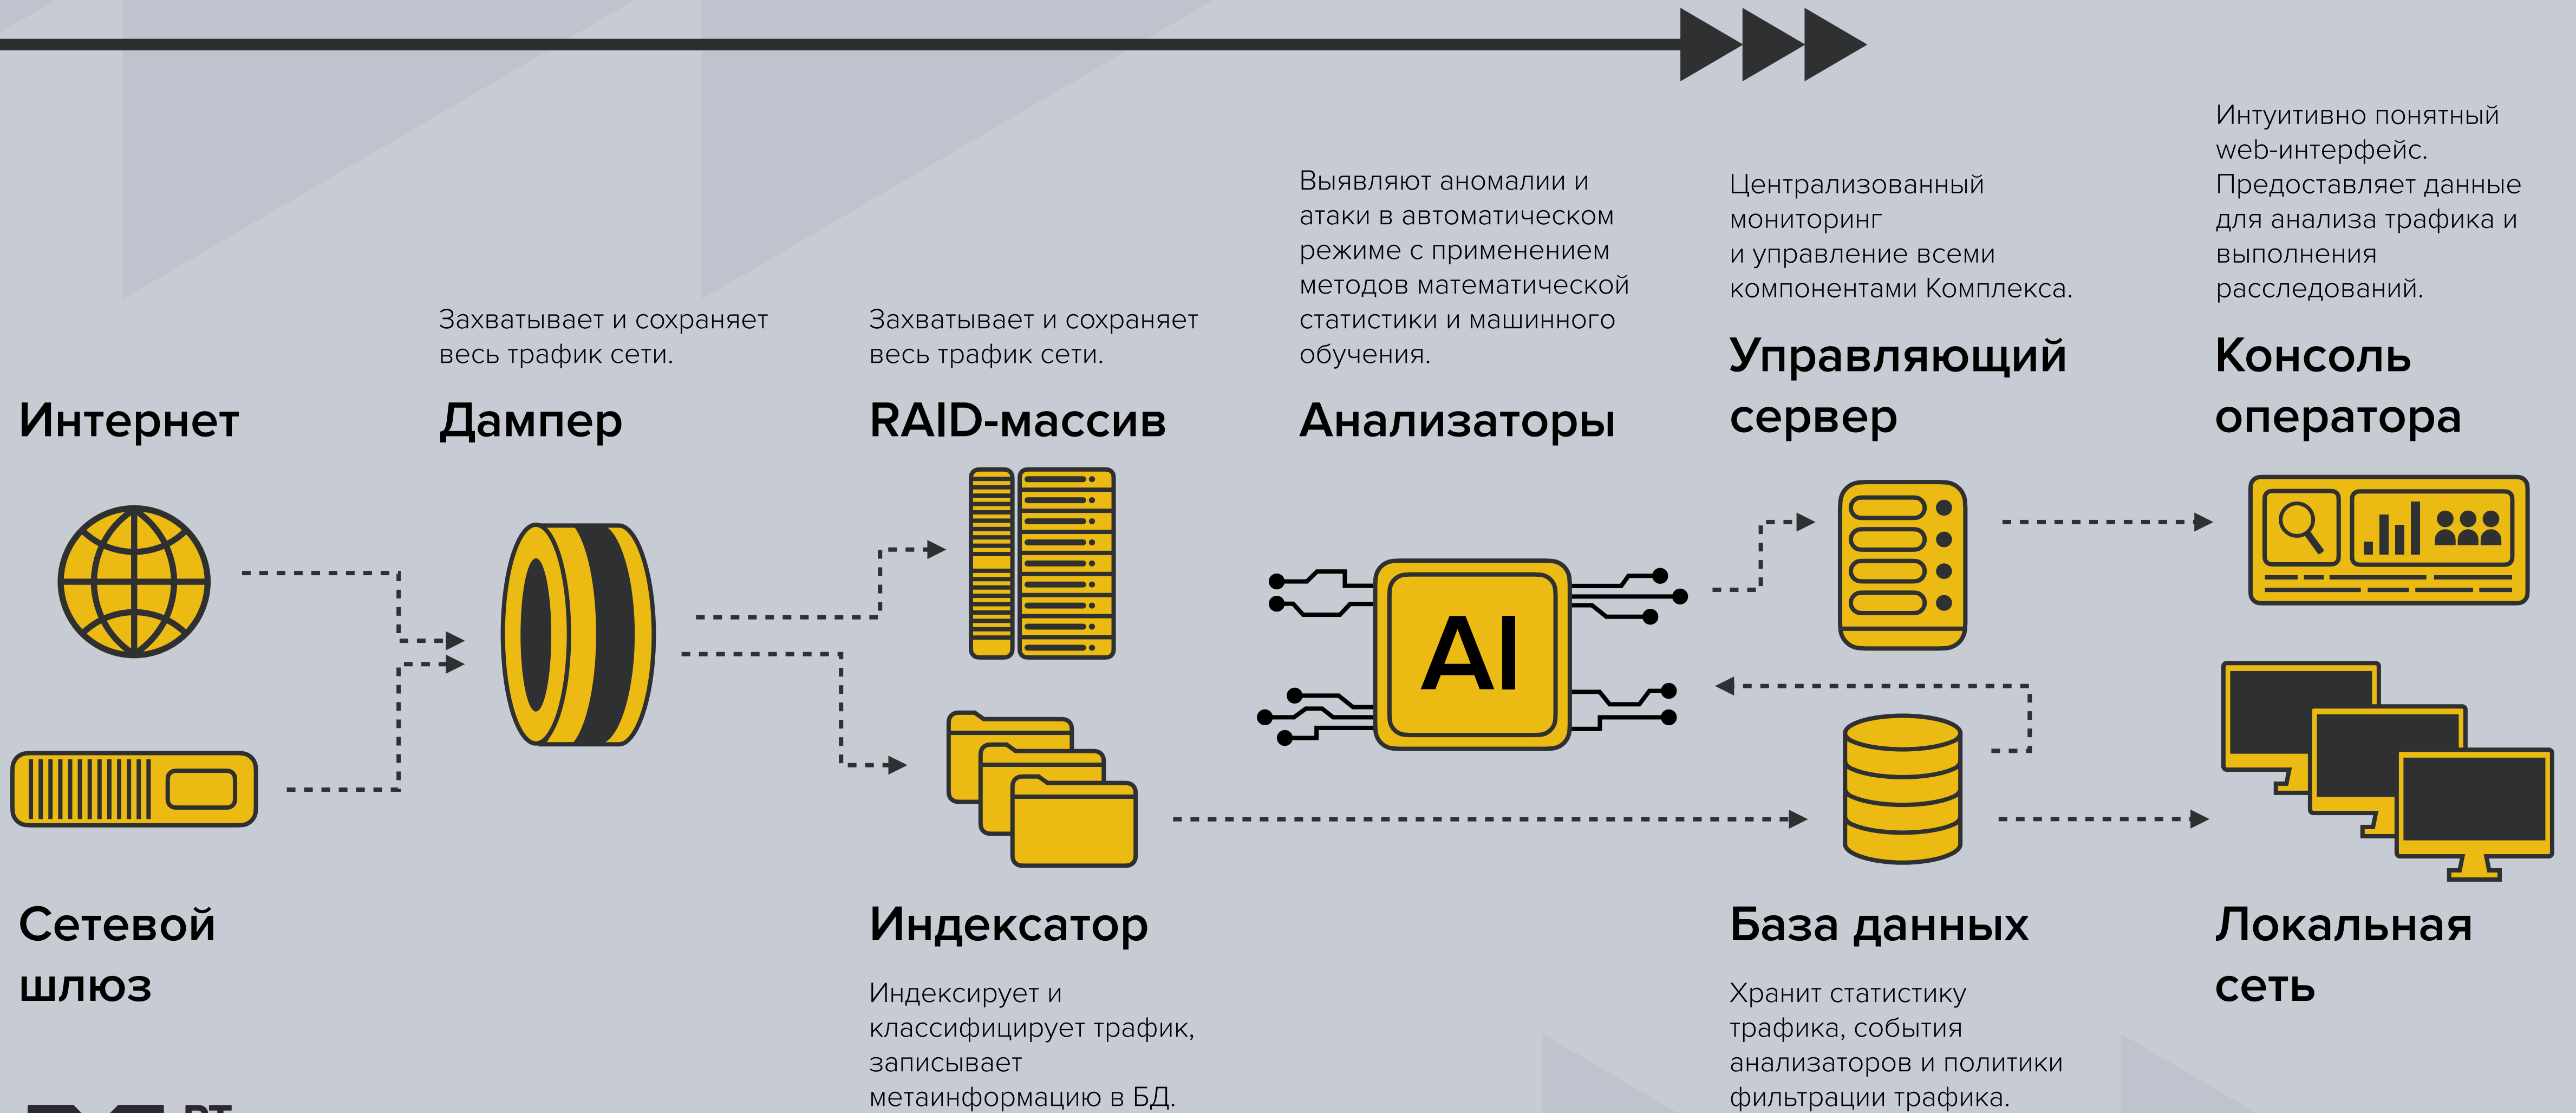 Интуитивно понятный
web-интерфейс.
Предоставляет данные
для анализа трафика и
выполнения
расследований.
Выявляют аномалии и
атаки в автоматическом
режиме с применением
методов математической
статистики и машинного
обучения.
Централизованный
мониторинг
и управление всеми
компонентами Комплекса.
Захватывает и сохраняет
весь трафик сети.
Захватывает и сохраняет
весь трафик сети.
Интернет
Дампер
RAID-массив
Анализаторы
Управляющий
сервер
Консоль
оператора
AI
Сетевой
шлюз
Индексатор
Индексирует и
классифицирует трафик,
записывает
метаинформацию в БД.
База данных
Хранит статистику
трафика, события
анализаторов и политики
фильтрации трафика.
Локальная
сеть